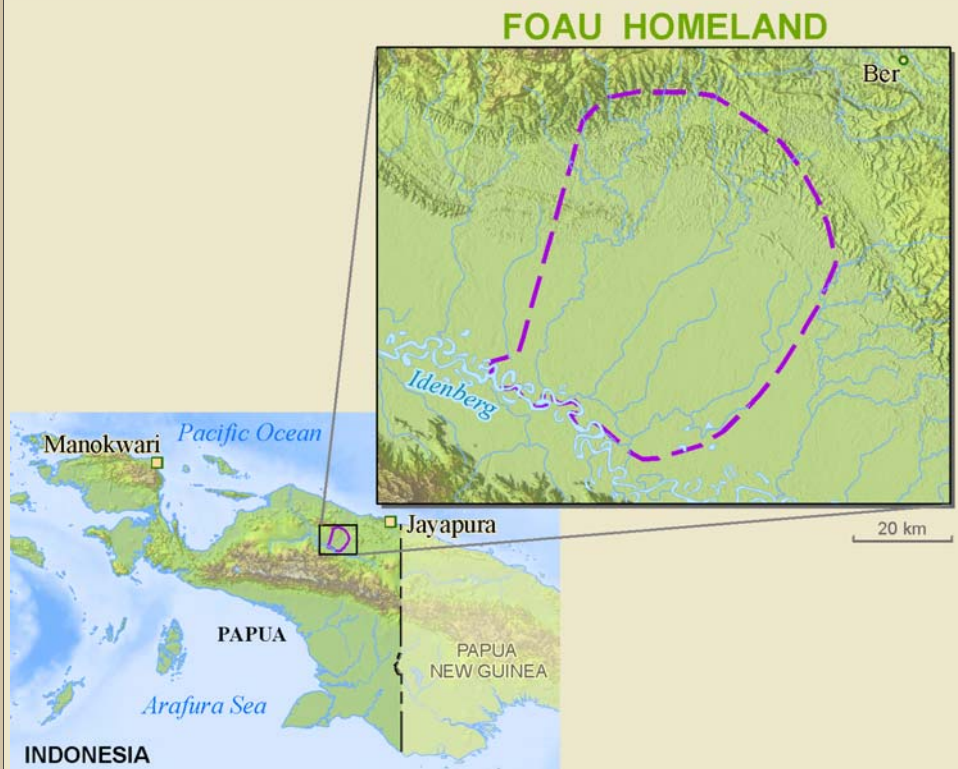 FOAU HOMELAND
Ber
Idenberg
20 km
Manokwari
Pacific Ocean
Jayapura
PAPUA
PAPUA
NEW GUINEA
Arafura Sea
INDONESIA